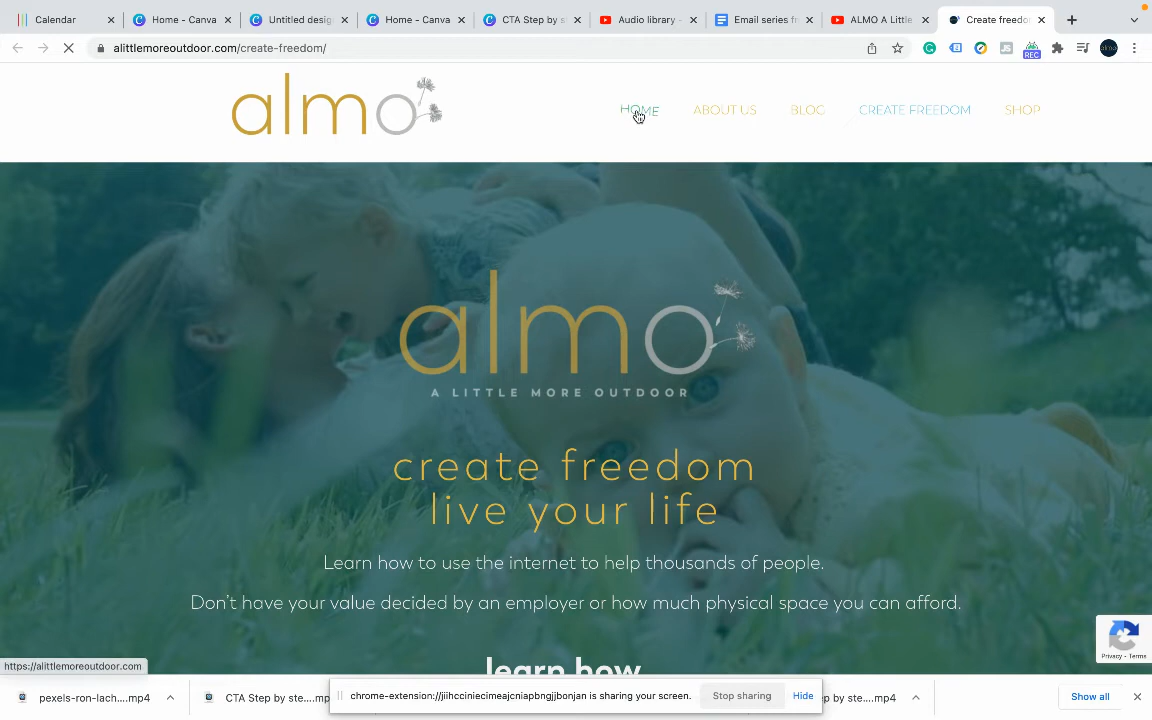 Calendar
Home - Canva
Untitled desig
Home - Canva
CTA Step by s
Audio library -
Email series fr
ALMO A Little
Create freedo
alittlemoreoutdoor.com/create-freedom/
JS
REC
almo
HOME
ABOUT US
BLOG
CREATE FREEDOM
SHOP
almo
A LITTLE MORE OUTDOOR
create freedom
live your life
Learn how to use the internet to help thousands of people.
Don't have your value decided by an employer or how much physical space you can afford.
learn how
Privacy - Terms
https://alittlemoreoutdoor.com
pexels-ron-lach....mp4
CTA Step by ste....mp
chrome-extension://jiihcciniecimeajcniapbngjjbonjan is sharing your screen.
Stop sharing
Hide
p by ste....mp4
Show all